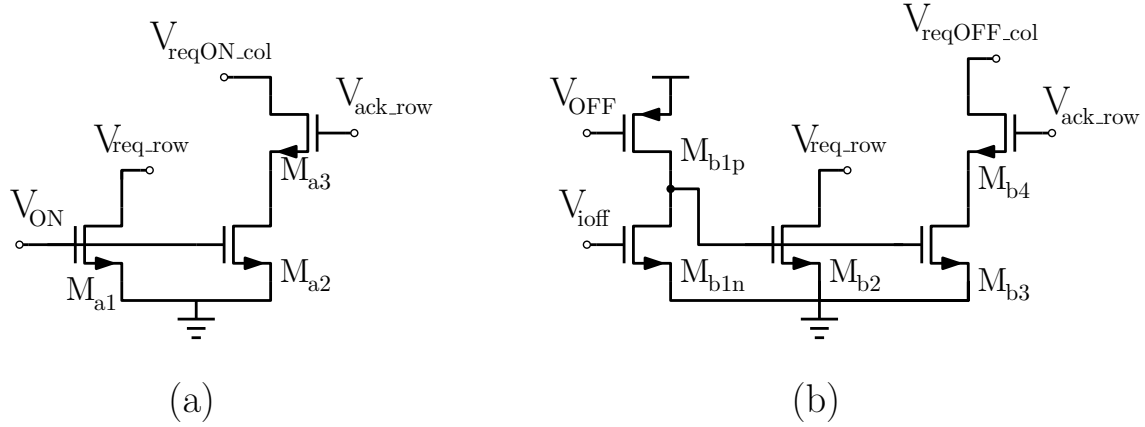 V_reqON_col
V_ack_row
V_req_row
M_a3
V_ON
M_a1
M_a2
(a)
V_reqOFF_col
V_OFF
V_ack_row
M_b1p
V_req_row
M_b4
V_ioff
M_b1n
M_b2
M_b3
(b)